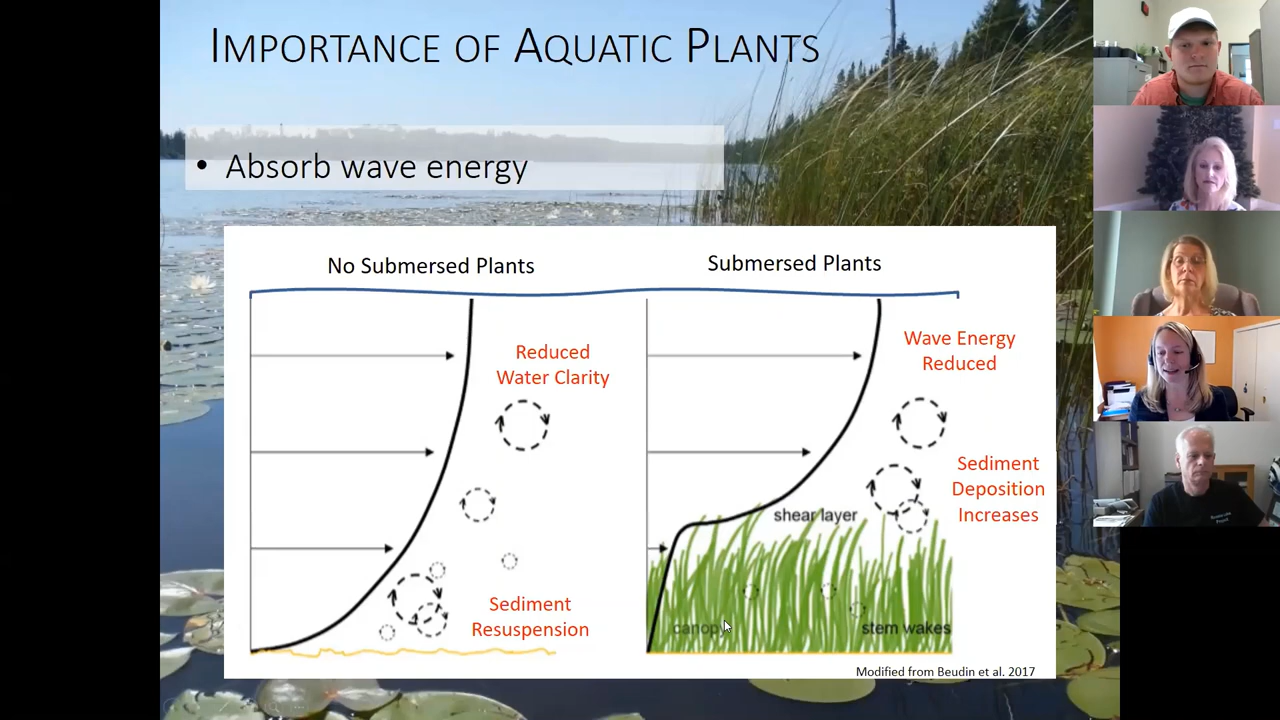 IMPORTANCE OF AQUATIC PLANTS
• Absorb wave energy
No Submersed Plants
Submersed Plants
Reduced
Water Clarity
Sediment
Resuspension
Wave Energy
Reduced
Sediment
Deposition
Increases
shear layer
canopy
stem wakes
Modified from Beudin et al. 2017